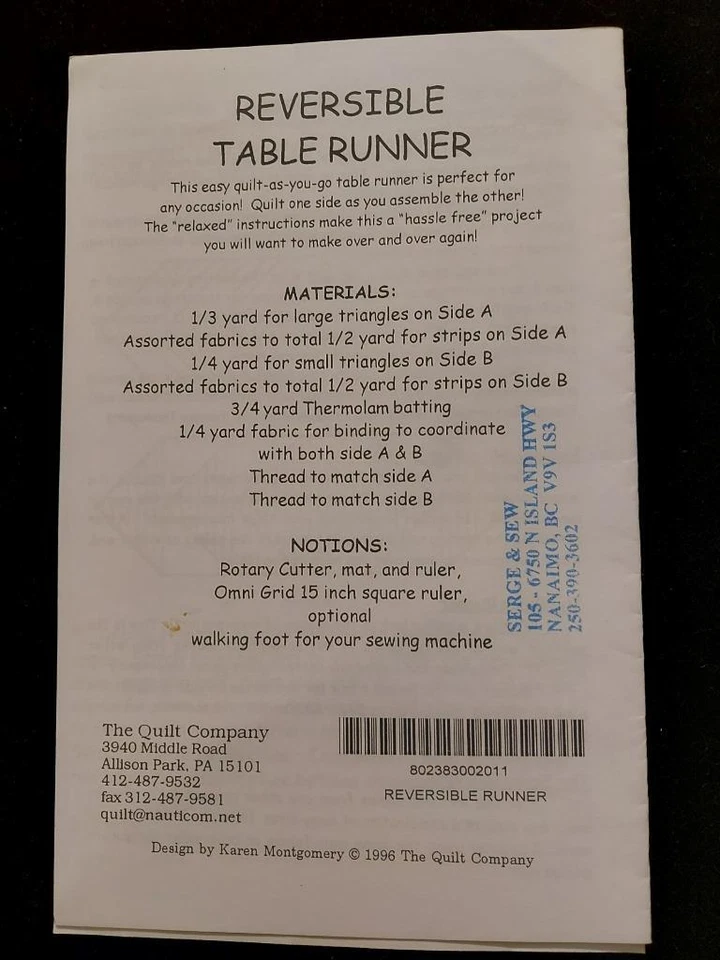 REVERSIBLE
TABLE RUNNER
This easy quilt-as-you-go table runner is perfect for
any occasion! Quilt one side as you assemble the other!
The "relaxed" instructions make this a "hassle free" project
you will want to make over and over again!
MATERIALS:
1/3 yard for large triangles on Side A
Assorted fabrics to total 1/2 yard for strips on Side A
1/4 yard for small triangles on Side B
Assorted fabrics to total 1/2 yard for strips on Side B
3/4 yard Thermolam batting
1/4 yard fabric for binding to coordinate
with both side A & B
Thread to match side A
Thread to match side B
NOTIONS:
Rotary Cutter, mat, and ruler,
Omni Grid 15 inch square ruler,
optional
walking foot for your sewing machine
SERGE & SEW
105 - 6750 N ISLAND HWY
NANAIMO, BC V9V 1S3
250-390-3602
The Quilt Company
3940 Middle Road
Allison Park, PA 15101
412-487-9532
fax 312-487-9581
quilt@nauticom.net
802383002011
REVERSIBLE RUNNER
Design by Karen Montgomery © 1996 The Quilt Company